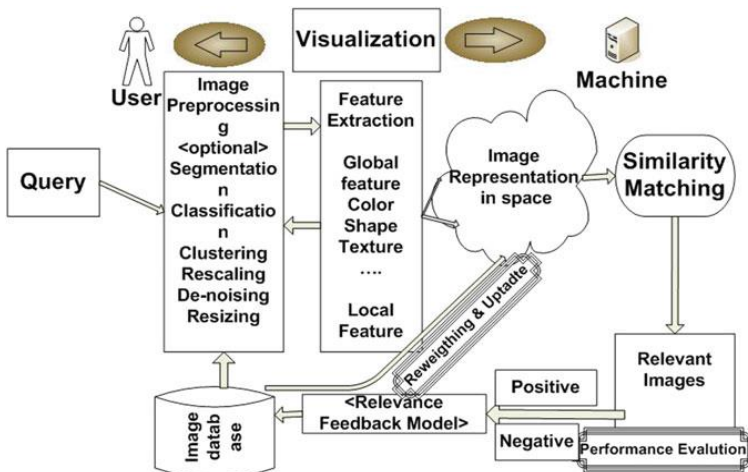 Visualization
User
Machine
Query
Image
Preprocessin
g
<optional>
Segmentatio
n
Classificatio
n
Clustering
Rescaling
De-noising
Resizing
Feature
Extraction
Global
feature
Color
Shape
Texture
....
Local
Feature
Image
Representation
in space
Similarity
Matching
Reweigthing & Uptadte
Relevant
Images
Positive
Negative
Performance Evalution
<Relevance
Feedback Model>
Image
datab
ase